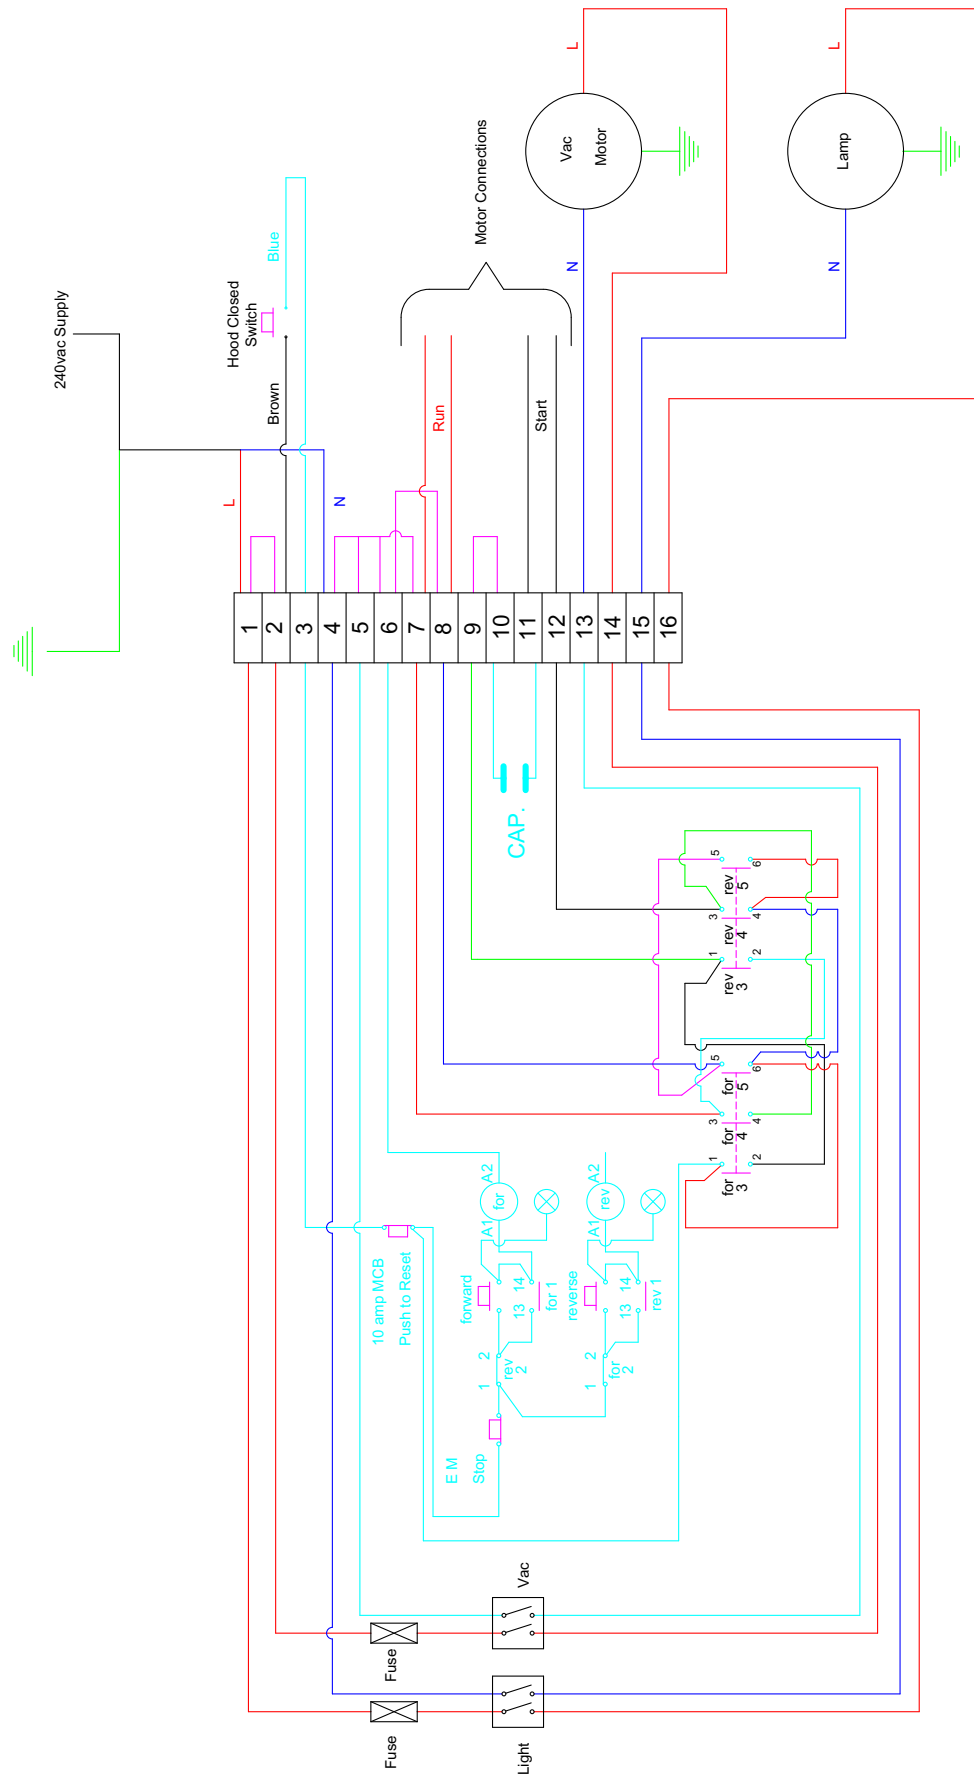 240vac Supply
L
N
Hood Closed
Switch
Brown
Blue
Run
Start
Motor Connections
L
Vac
Motor
N
L
Lamp
N
1
2
3
4
5
6
7
8
9
10
11
12
13
14
15
16
CAP.
5
6
rev
5
3
4
rev
4
1
2
rev
3
5
6
for
5
3
4
for
4
1
2
for
3
10 amp MCB
Push to Reset
A2
for
A1
forward
14
13
for 1
2
rev
2
1
A2
rev
A1
reverse
14
13
rev1
2
for
2
1
E M
Stop
Vac
Fuse
Fuse
Light